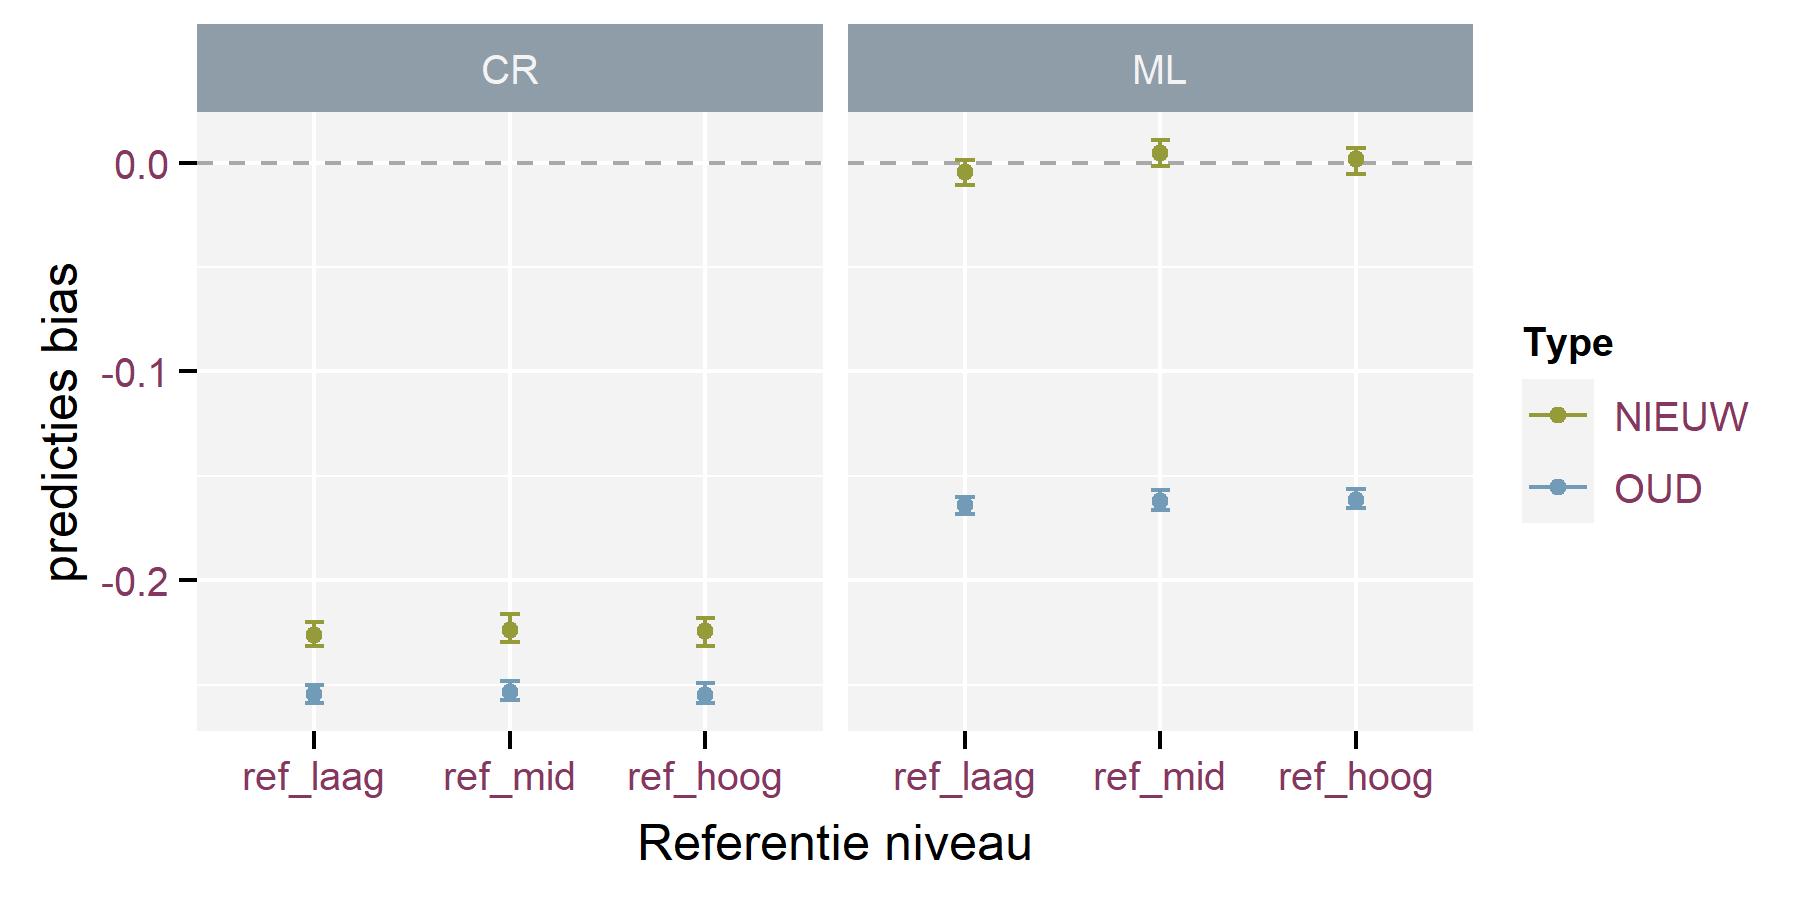 CR
ML
predicties bias
0.0
-0.1
-0.2
ref_laag
ref_mid
ref_hoog
ref_laag
ref_mid
ref_hoog
Referentie niveau
Type
NIEUW
OUD